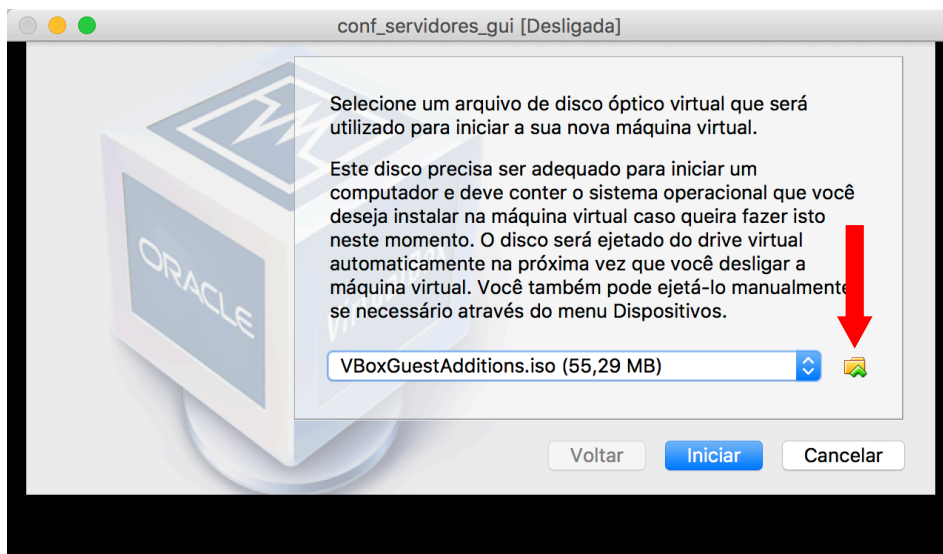 conf_servidores_gui [Desligada]
Selecione um arquivo de disco óptico virtual que será
utilizado para iniciar a sua nova máquina virtual.
Este disco precisa ser adequado para iniciar um
computador e deve conter o sistema operacional que você
deseja instalar na máquina virtual caso queira fazer isto
neste momento. O disco será ejetado do drive virtual
automaticamente na próxima vez que você desligar a
máquina virtual. Você também pode ejetá-lo manualmente
se necessário através do menu Dispositivos.
ORACLE
VirtualBox
VBoxGuestAdditions.iso (55,29 MB)
Voltar
Iniciar
Cancelar